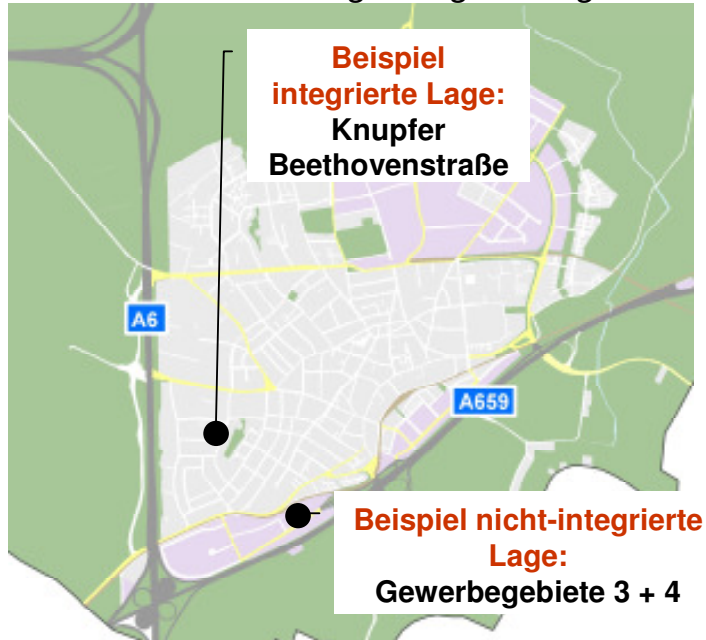 Beispiel
integrierte Lage:
Knupfer
Beethovenstraße
A6
A659
Beispiel nicht-integrierte
Lage:
Gewerbegebiete 3 + 4